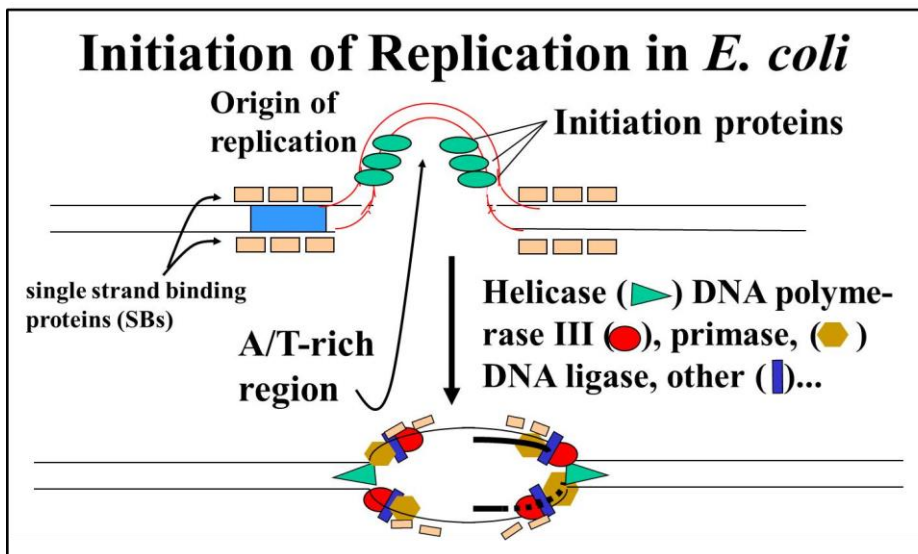 Initiation of Replication in E. coli
Origin of
replication
Initiation proteins
single strand binding
proteins (SBs)
A/T-rich
region
Helicase ( ) DNA polyme-
rase III ( ), primase, ( )
DNA ligase, other ( )...